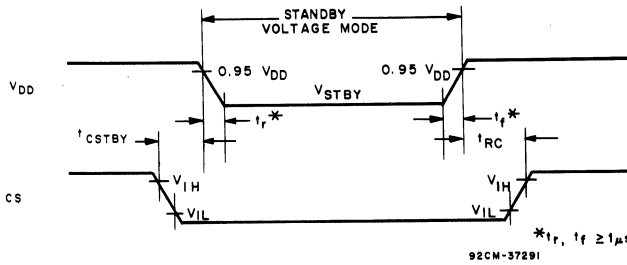 STANDBY
VOLTAGE MODE
0.95 VDD
0.95 VDD
VDD
VSTBY
tr*
tf*
tCSTBY
tRC
VIH
VIH
CS
VIL
VIL
*tr, tf ≥ 1μs
92CM-37291